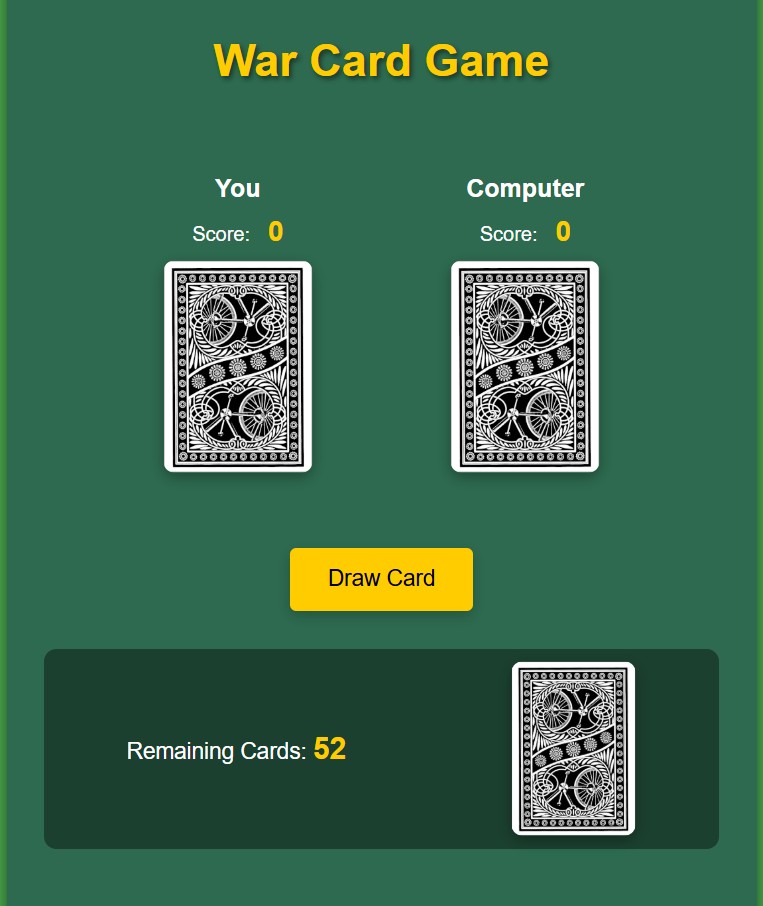 War Card Game
You
Computer
Score: 0
Score: 0
Draw Card
Remaining Cards: 52